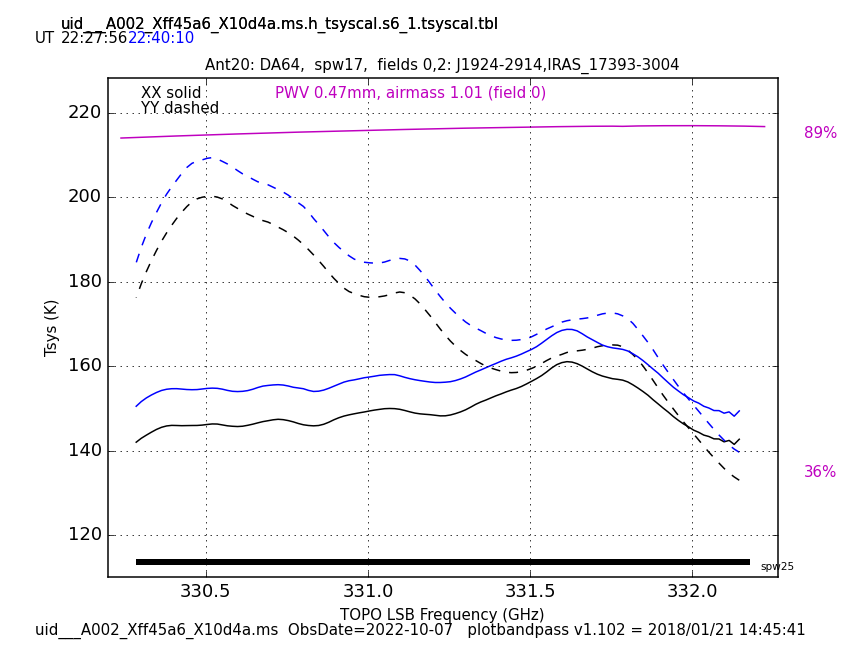 uid___A002_Xff45a6_X10d4a.ms.h_tsyscal.s6_1.tsyscal.tbl
UT 22:27:56 22:40:10
Ant20: DA64, spw17, fields 0,2: J1924-2914,IRAS_17393-3004
XX solid PWV 0.47mm, airmass 1.01 (field 0)
YY dashed
220
89%
200
180
Tsys (K)
160
140
36%
120
spw25
330.5 331.0 331.5 332.0
TOPO LSB Frequency (GHz)
uid___A002_Xff45a6_X10d4a.ms ObsDate=2022-10-07 plotbandpass v1.102 = 2018/01/21 14:45:41